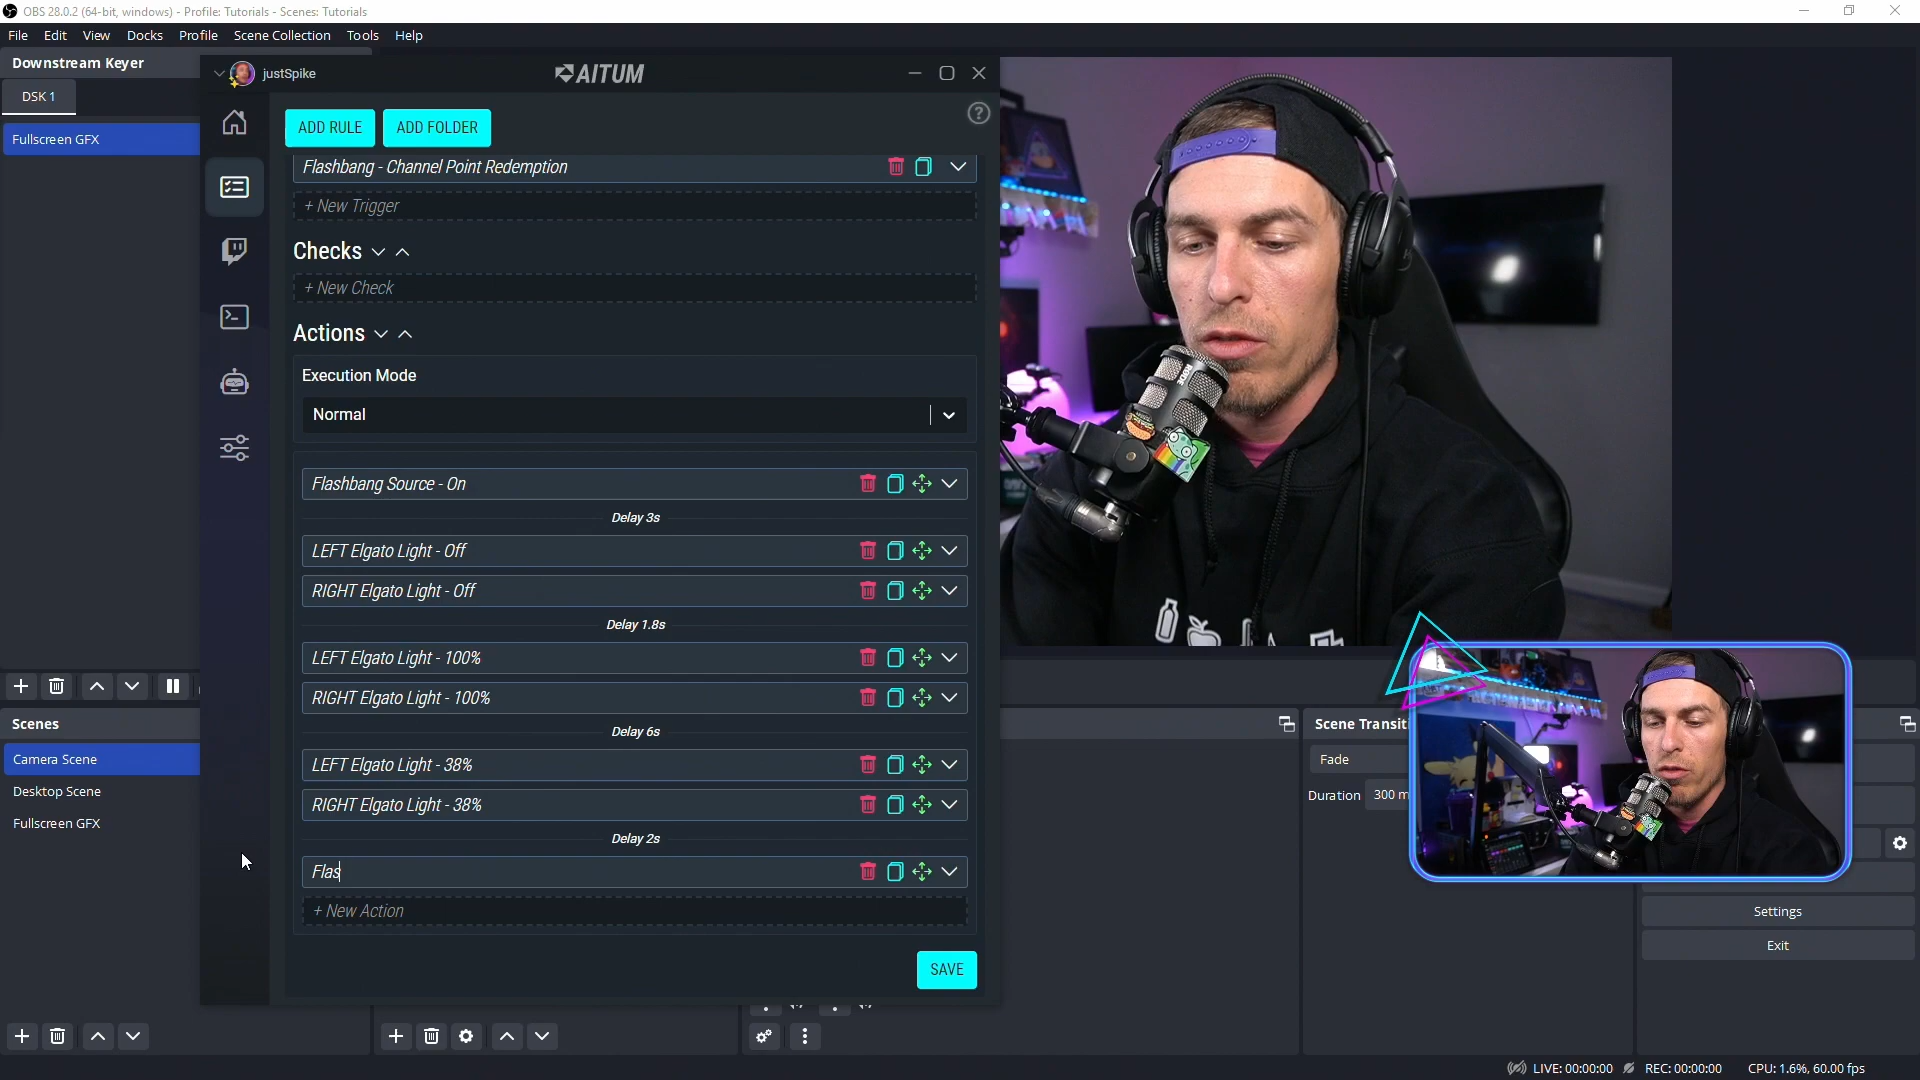 OBS 28.0.2 (64-bit, windows) - Profile: Tutorials - Scenes: Tutorials
File Edit View Docks Profile Scene Collection Tools Help
Downstream Keyer
DSK 1
Fullscreen GFX
justSpike
AITUM
ADD RULE
ADD FOLDER
Flashbang - Channel Point Redemption
+ New Trigger
Checks
+ New Check
Actions
Execution Mode
Normal
Flashbang Source - On
Delay 3s
LEFT Elgato Light - Off
RIGHT Elgato Light - Off
Delay 1.8s
LEFT Elgato Light - 100%
RIGHT Elgato Light - 100%
Delay 6s
LEFT Elgato Light - 38%
RIGHT Elgato Light - 38%
Delay 2s
Flas
+ New Action
SAVE
RODE
Scenes
Camera Scene
Desktop Scene
Fullscreen GFX
Scene Transiti
Fade
Duration 300 m
Settings
Exit
LIVE: 00:00:00 REC: 00:00:00 CPU: 1.6%, 60.00 fps